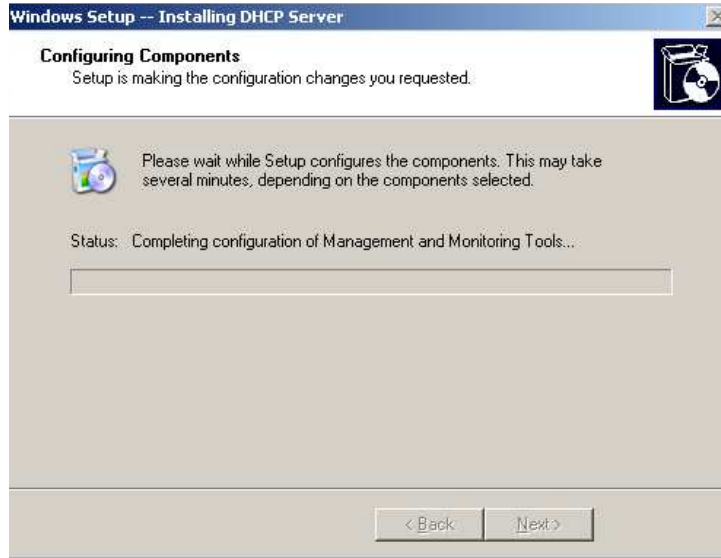 Windows Setup -- Installing DHCP Server
Configuring Components
Setup is making the configuration changes you requested.
Please wait while Setup configures the components. This may take
several minutes, depending on the components selected.
Status: Completing configuration of Management and Monitoring Tools...
< Back Next >